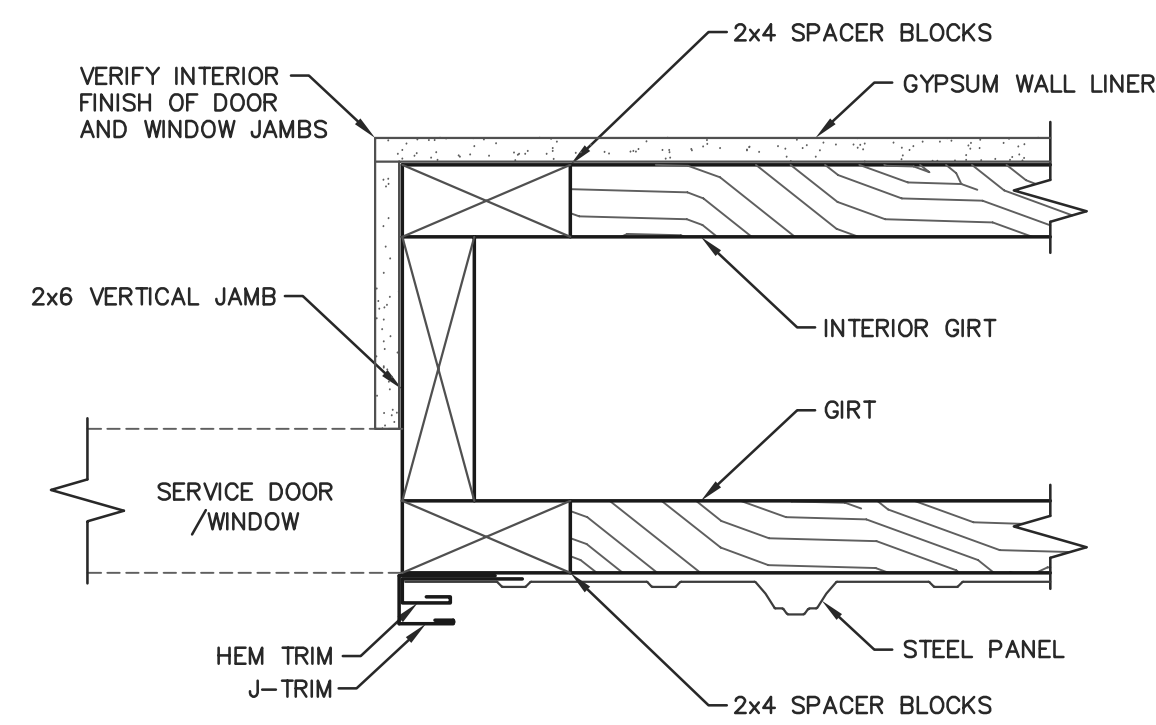 2x4 SPACER BLOCKS
VERIFY INTERIOR
FINISH OF DOOR
AND WINDOW JAMBS
GYPSUM WALL LINER
2x6 VERTICAL JAMB
INTERIOR GIRT
GIRT
SERVICE DOOR
/WINDOW
HEM TRIM
J-TRIM
STEEL PANEL
2x4 SPACER BLOCKS